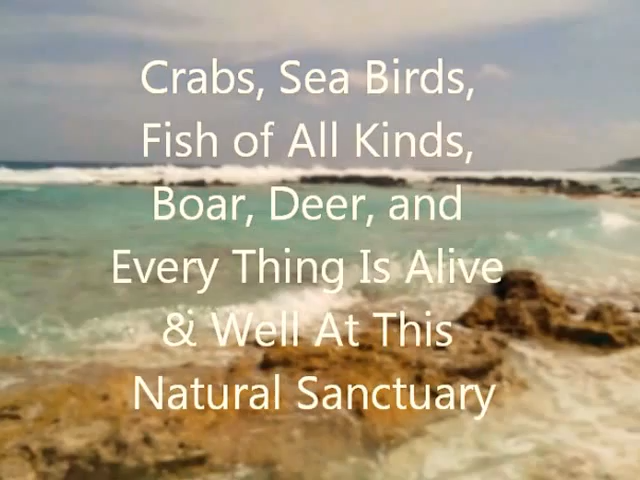 Crabs, Sea Birds,
Fish of All Kinds,
Boar, Deer, and
Every Thing Is Alive
& Well At This
Natural Sanctuary